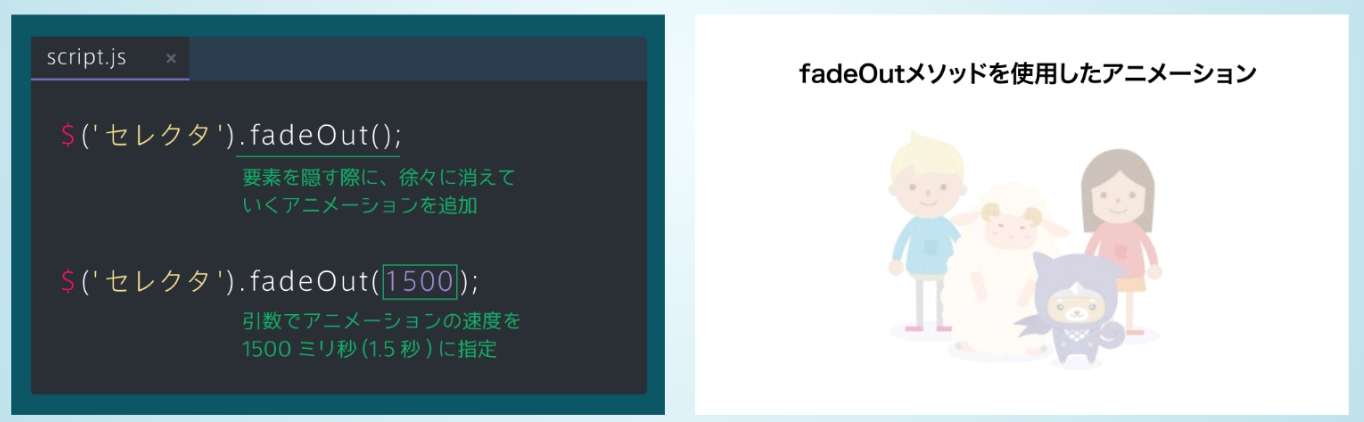 script.js ×
$('セレクタ').fadeOut();
要素を隠す際に、徐々に消えて
いくアニメーションを追加
$('セレクタ').fadeOut(1500);
引数でアニメーションの速度を
1500 ミリ秒(1.5 秒)に指定
fadeOutメソッドを使用したアニメーション